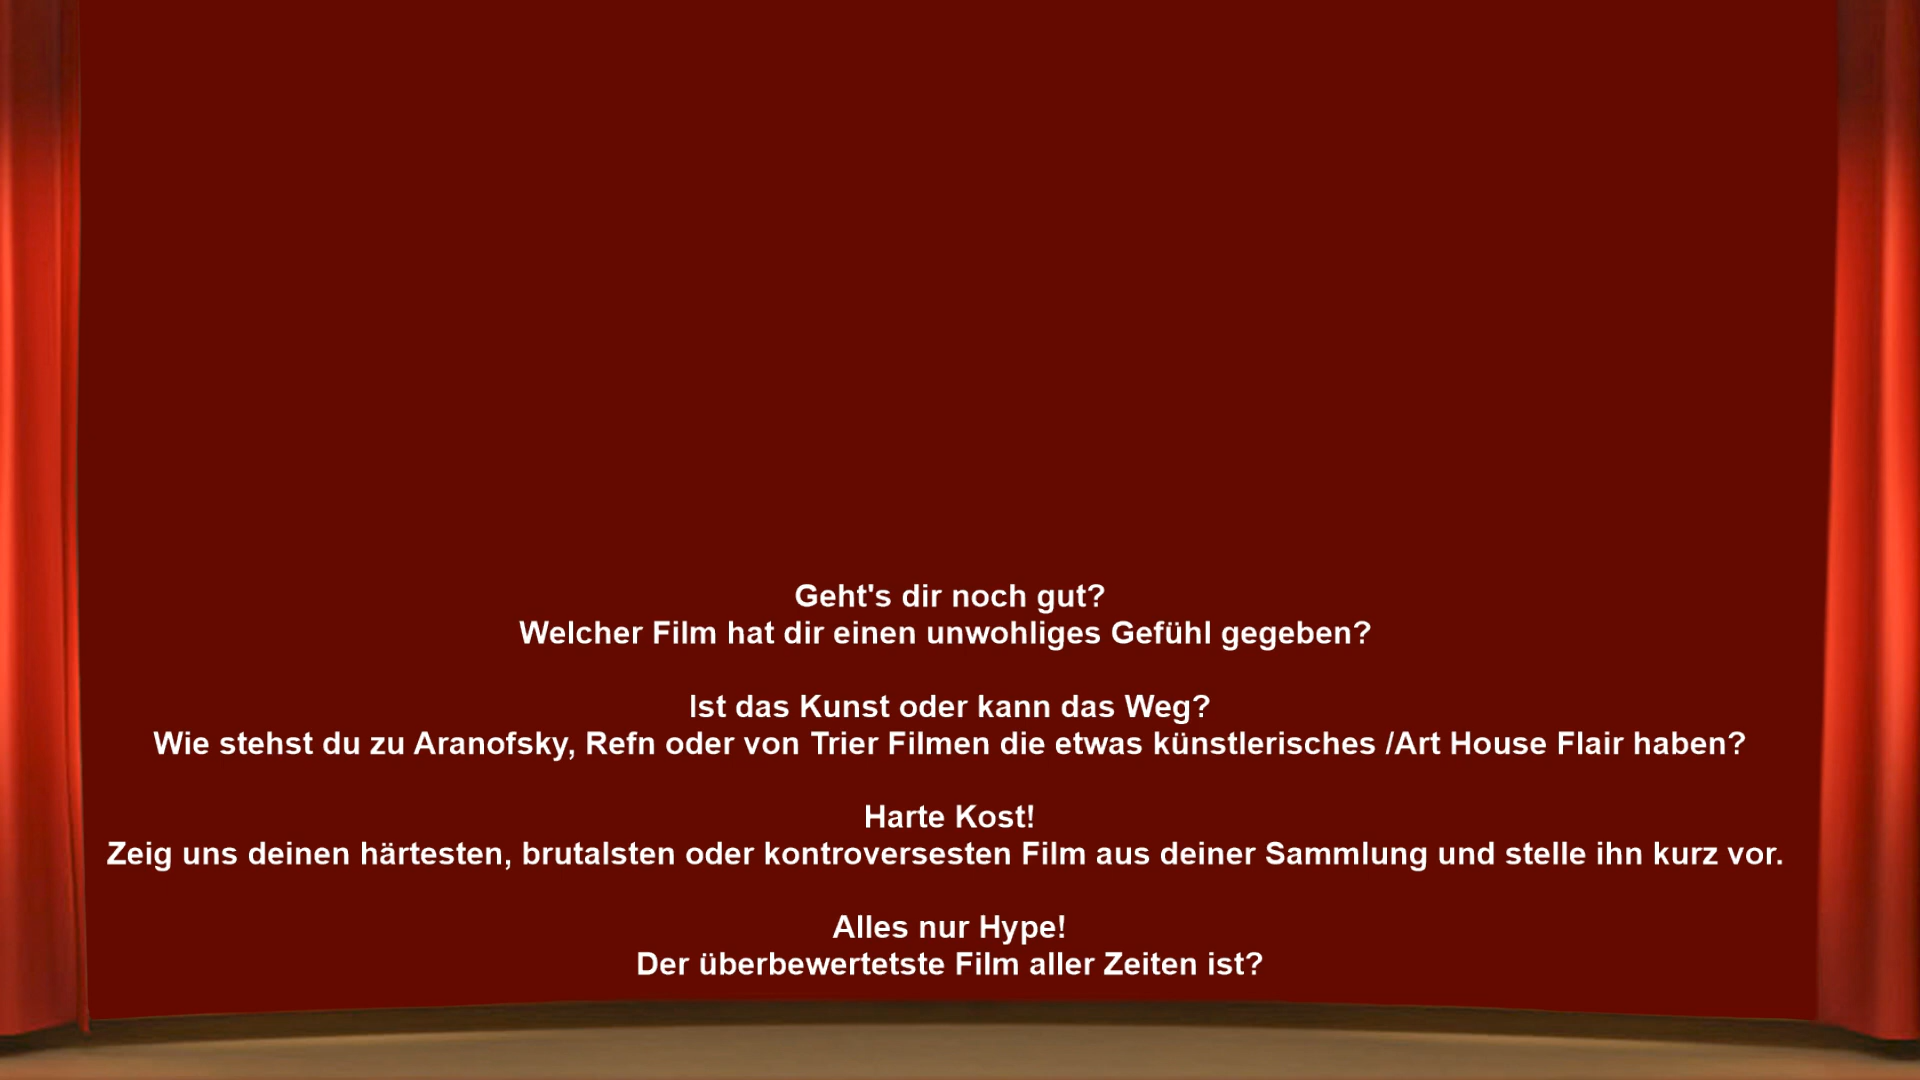 Geht's dir noch gut?
Welcher Film hat dir einen unwohliges Gefühl gegeben?
Ist das Kunst oder kann das Weg?
Wie stehst du zu Aranofsky, Refn oder von Trier Filmen die etwas künstlerisches /Art House Flair haben?
Harte Kost!
Zeig uns deinen härtesten, brutalsten oder kontroversesten Film aus deiner Sammlung und stelle ihn kurz vor.
Alles nur Hype!
Der überbewertetste Film aller Zeiten ist?